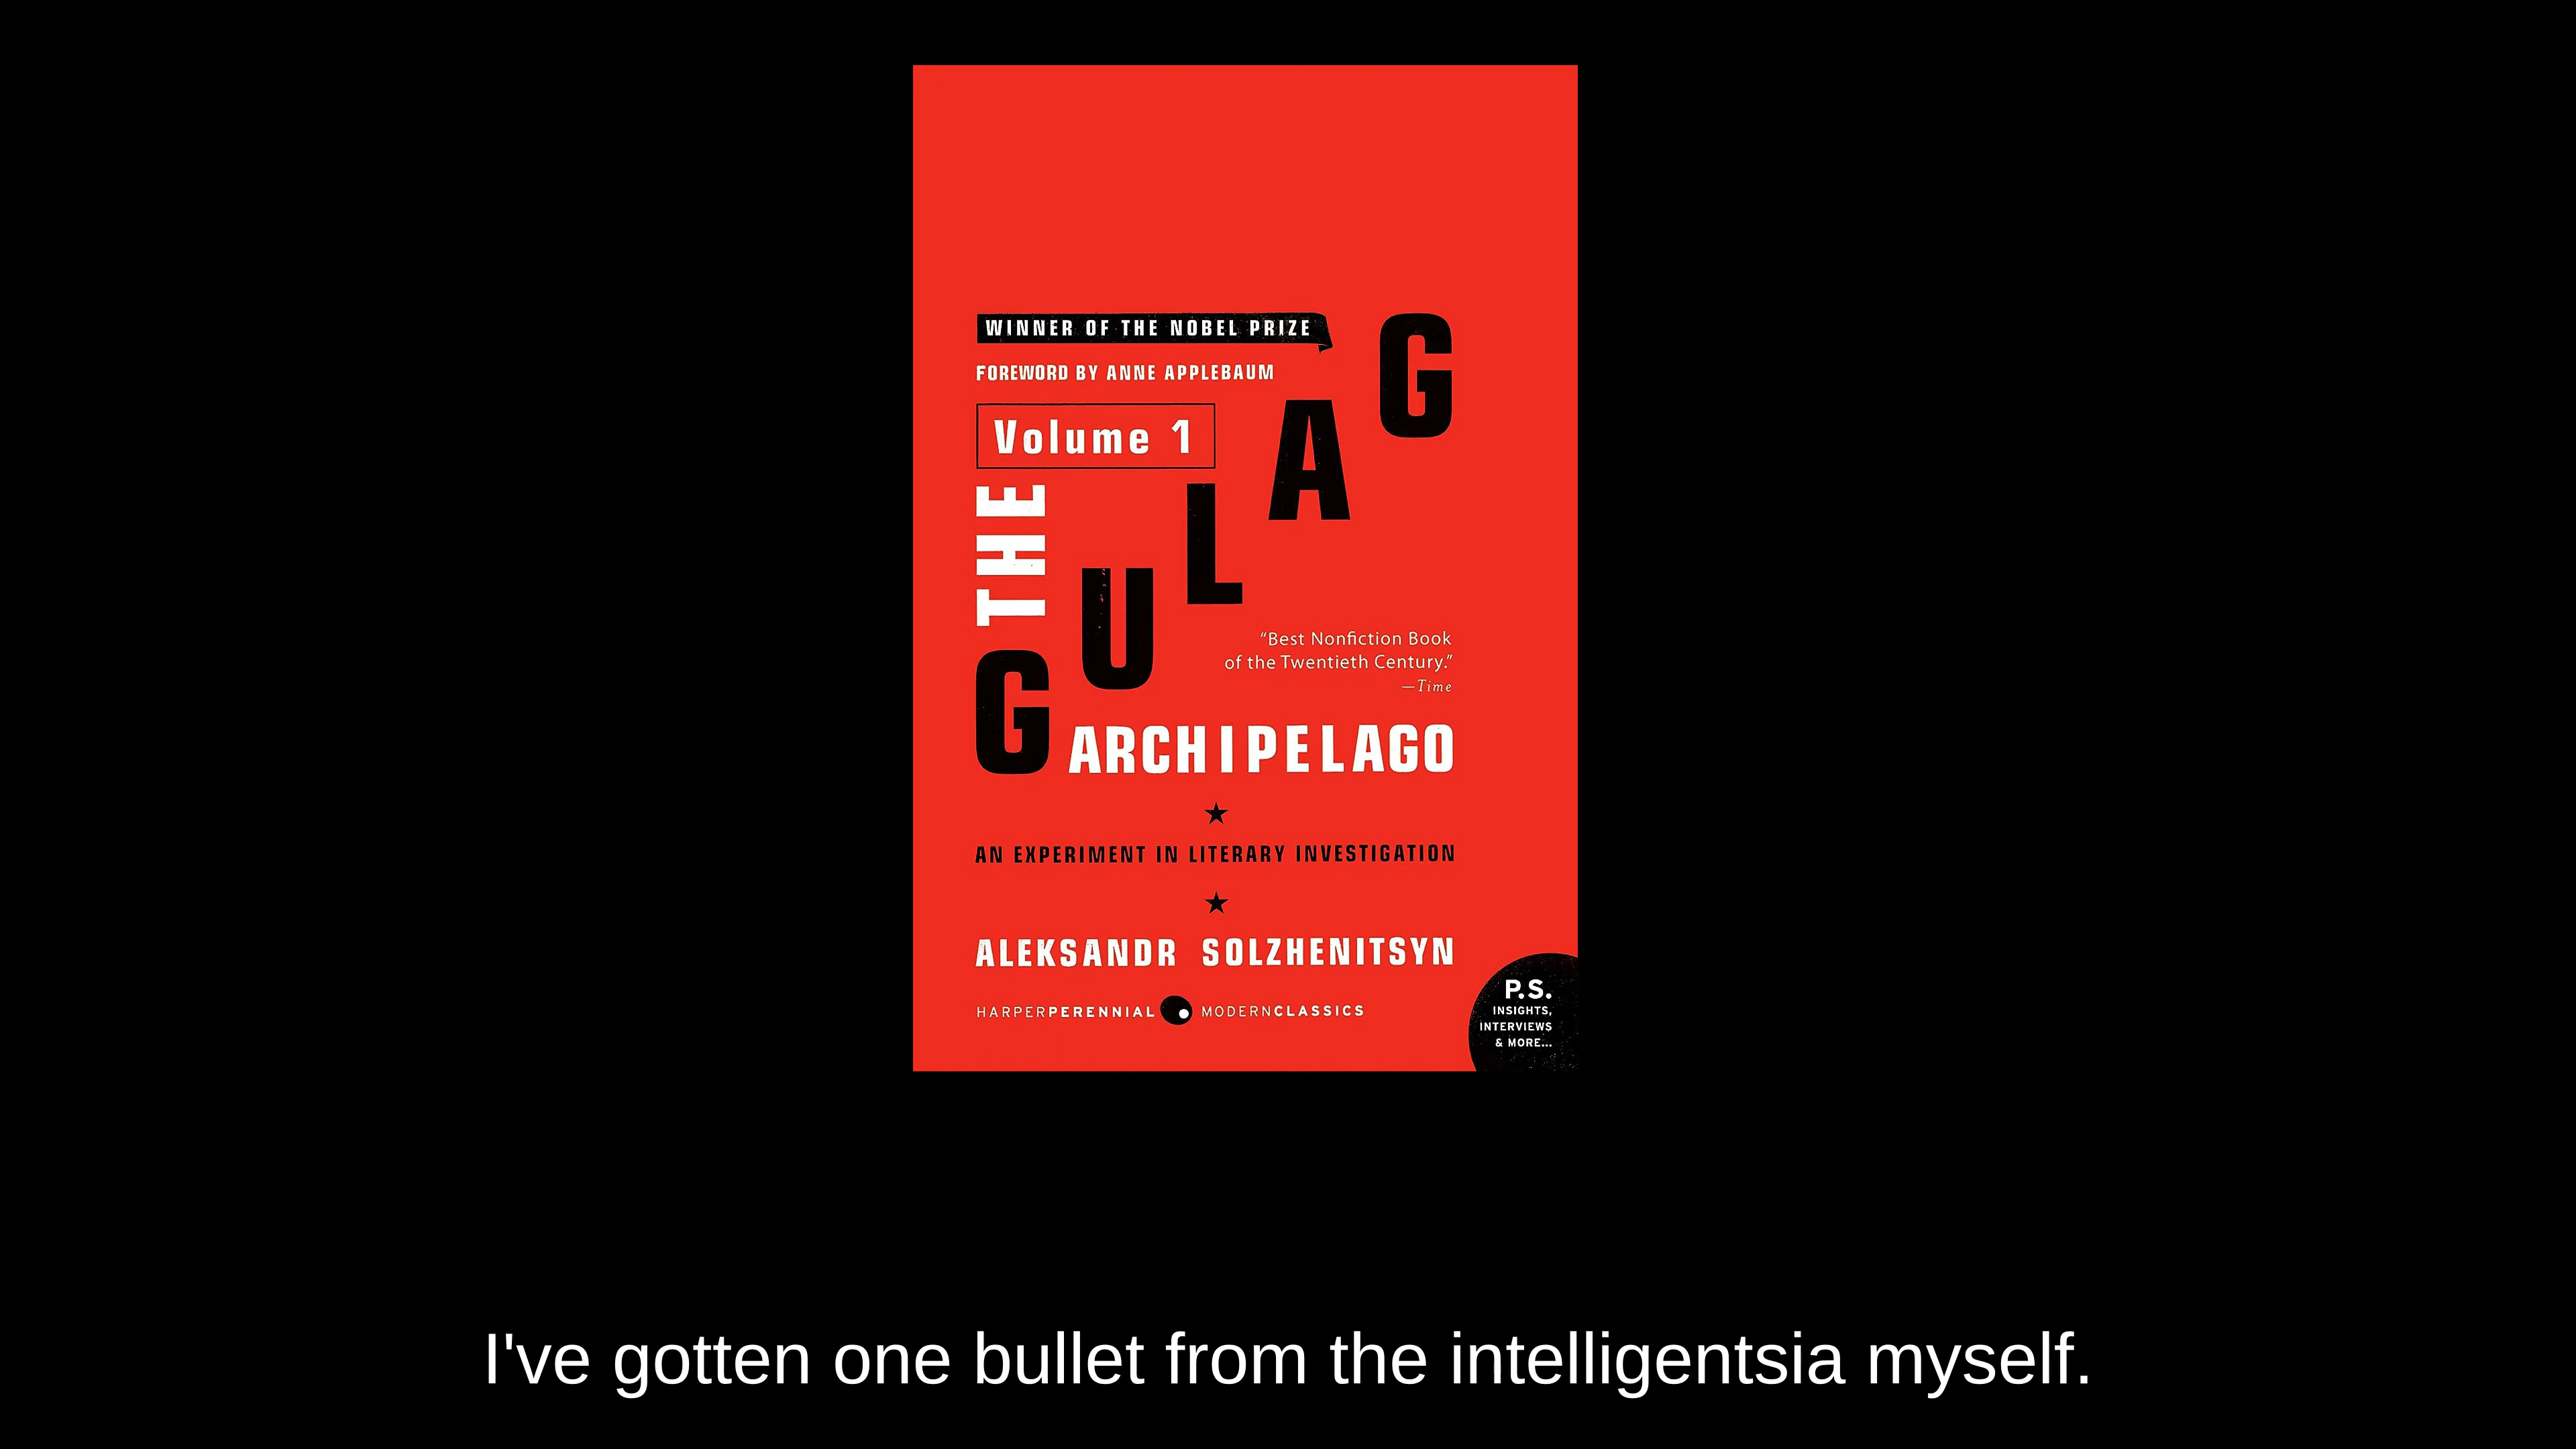 WINNER OF THE NOBEL PRIZE
FOREWORD BY ANNE APPLEBAUM
Volume 1
THE
GULAG
ARCHIPELAGO
“Best Nonfiction Book
of the Twentieth Century.”
—Time
AN EXPERIMENT IN LITERARY INVESTIGATION
ALEKSANDR SOLZHENITSYN
HARPERPERENNIAL MODERNCLASSICS
P.S.
INSIGHTS,
INTERVIEWS
& MORE...
I've gotten one bullet from the intelligentsia myself.